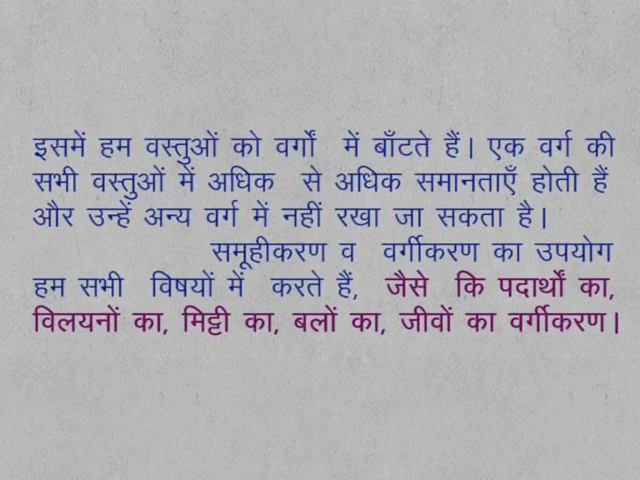 इसमें हम वस्तुओं को वर्गों में बाँटते हैं। एक वर्ग की
सभी वस्तुओं में अधिक से अधिक समानताएँ होती हैं
और उन्हें अन्य वर्ग में नहीं रखा जा सकता है।
समूहीकरण व वर्गीकरण का उपयोग
हम सभी विषयों में करते हैं, जैसे कि पदार्थों का,
विलयनों का, मिट्टी का, बलों का, जीवों का वर्गीकरण।